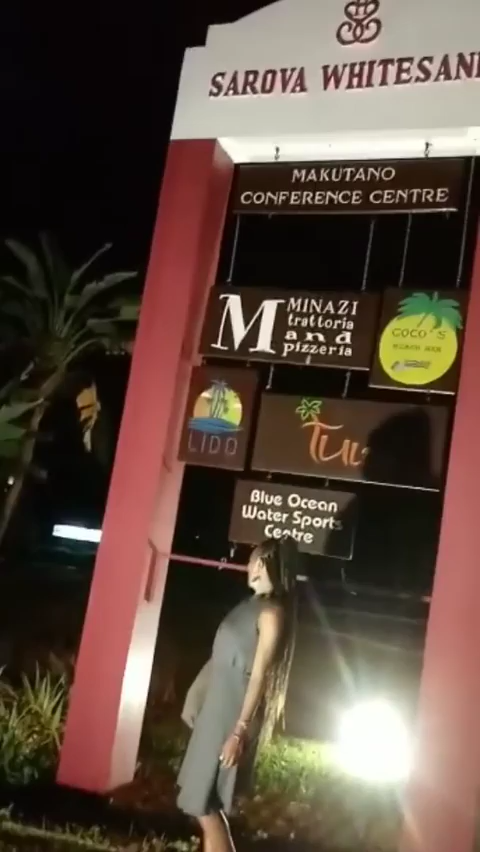 SAROVA WHITESAN
MAKUTANO
CONFERENCE CENTRE
M
MINAZI
trattoria
and
pizzeria
COCO'S
LIDO
Blue Ocean
Water Sports
Centre